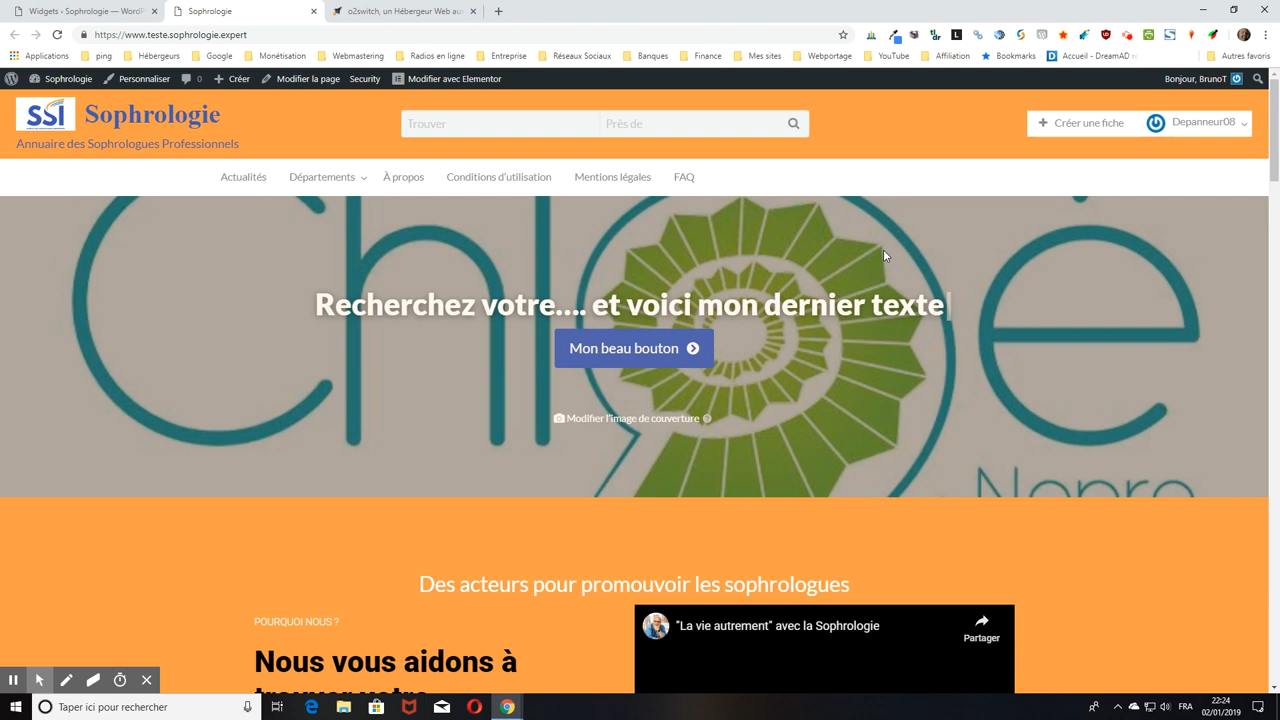 Widgets ‹ Sophrologie — WordP
Sophrologie
o2switch, un Hébergeur Web aux
https://www.teste.sophrologie.expert
Applications
ping
Hébergeurs
Google
Monétisation
Webmastering
Radios en ligne
Entreprise
Réseaux Sociaux
Banques
Finance
Mes sites
Webportage
YouTube
Affiliation
Bookmarks
Accueil - DreamAD
Autres favoris
Sophrologie
Personnaliser
0
Créer
Modifier la page
Security
Modifier avec Elementor
Bonjour, BrunoT
SSI
Sophrologie
Annuaire des Sophrologues Professionnels
Trouver
Près de
Créer une fiche
Depanneur08
Actualités
Départements
À propos
Conditions d'utilisation
Mentions légales
FAQ
Recherchez votre.... et voici mon dernier texte
Mon beau bouton
Modifier l'image de couverture
Des acteurs pour promouvoir les sophrologues
POURQUOI NOUS ?
"La vie autrement" avec la Sophrologie
Partager
Nous vous aidons à
trouver votre
Taper ici pour rechercher
FRA
22:24
02/01/2019